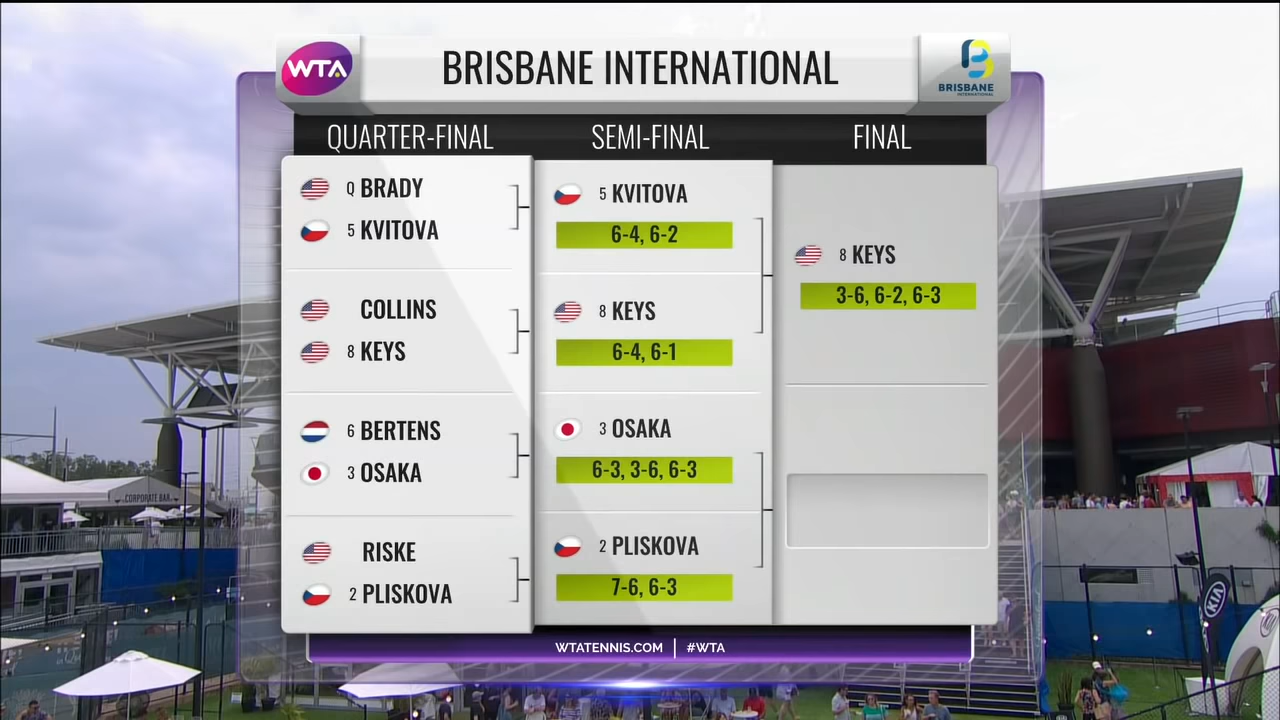 WTA
BRISBANE INTERNATIONAL
BRISBANE
INTERNATIONAL
QUARTER-FINAL
SEMI-FINAL
FINAL
Q BRADY
5 KVITOVA
COLLINS
8 KEYS
6 BERTENS
3 OSAKA
RISKE
2 PLISKOVA
5 KVITOVA
6-4, 6-2
8 KEYS
6-4, 6-1
3 OSAKA
6-3, 3-6, 6-3
2 PLISKOVA
7-6, 6-3
8 KEYS
3-6, 6-2, 6-3
CORPORATE BAR
KIA
WTATENNIS.COM | #WTA